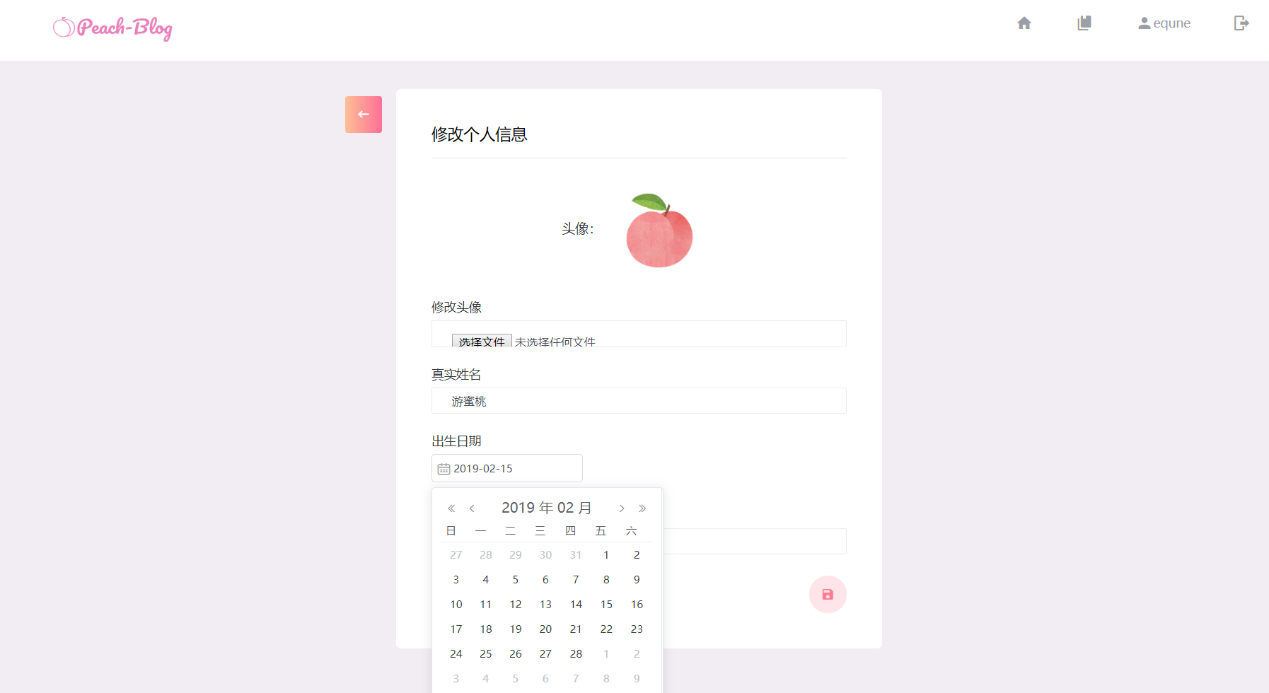 Peach-Blog
equne
修改个人信息
头像：
修改头像
选择文件 未选择任何文件
真实姓名
游蜜桃
出生日期
2019-02-15
2019 年 02 月
日 一 二 三 四 五 六
27 28 29 30 31 1 2
3 4 5 6 7 8 9
10 11 12 13 14 15 16
17 18 19 20 21 22 23
24 25 26 27 28 1 2
3 4 5 6 7 8 9